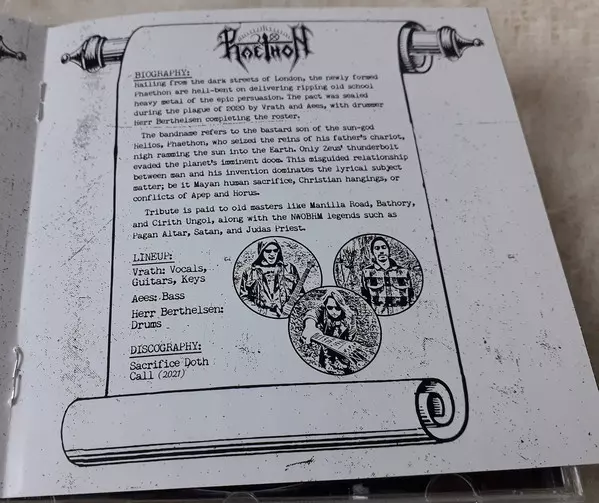 Phaethon
BIOGRAPHY:
Hailing from the dark streets of London, the newly formed
Phaethon are hell-bent on delivering ripping old school
heavy metal of the epic persuasion. The pact was sealed
during the plague of 2020 by Vrath and Aees, with drummer
Herr Berthelsen completing the roster.
The bandname refers to the bastard son of the sun-god
Helios, Phaethon, who seized the reins of his father's chariot,
nigh ramming the sun into the Earth. Only Zeus' thunderbolt
evaded the planet's imminent doom. This misguided relationship
between man and his invention dominates the lyrical subject
matter; be it Mayan human sacrifice, Christian hangings, or
conflicts of Apep and Horus.
Tribute is paid to old masters like Manilla Road, Bathory,
and Cirith Ungol, along with the NWOBHM legends such as
Pagan Altar, Satan, and Judas Priest.
LINEUP:
Vrath: Vocals,
Guitars, Keys
Aees: Bass
Herr Berthelsen:
Drums
DISCOGRAPHY:
Sacrifice Doth
Call (2021)